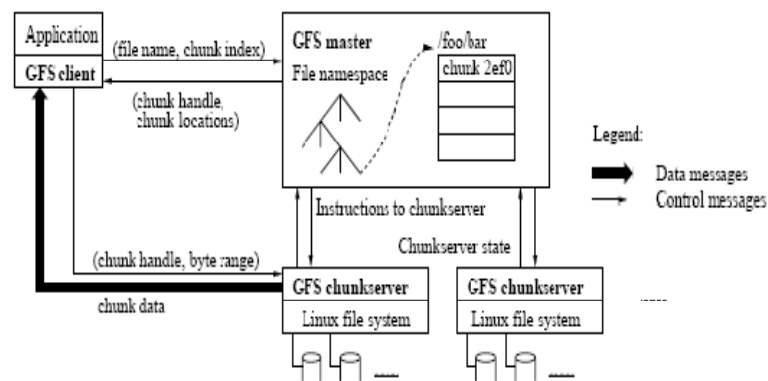 Application
GFS client
(file name, chunk index)
(chunk handle,
chunk locations)
GFS master
File namespace
/foo/bar
chunk 2ef0
Legend:
Data messages
Control messages
Instructions to chunkserver
Chunkserver state
(chunk handle, byte range)
chunk data
GFS chunkserver
Linux file system
GFS chunkserver
Linux file system